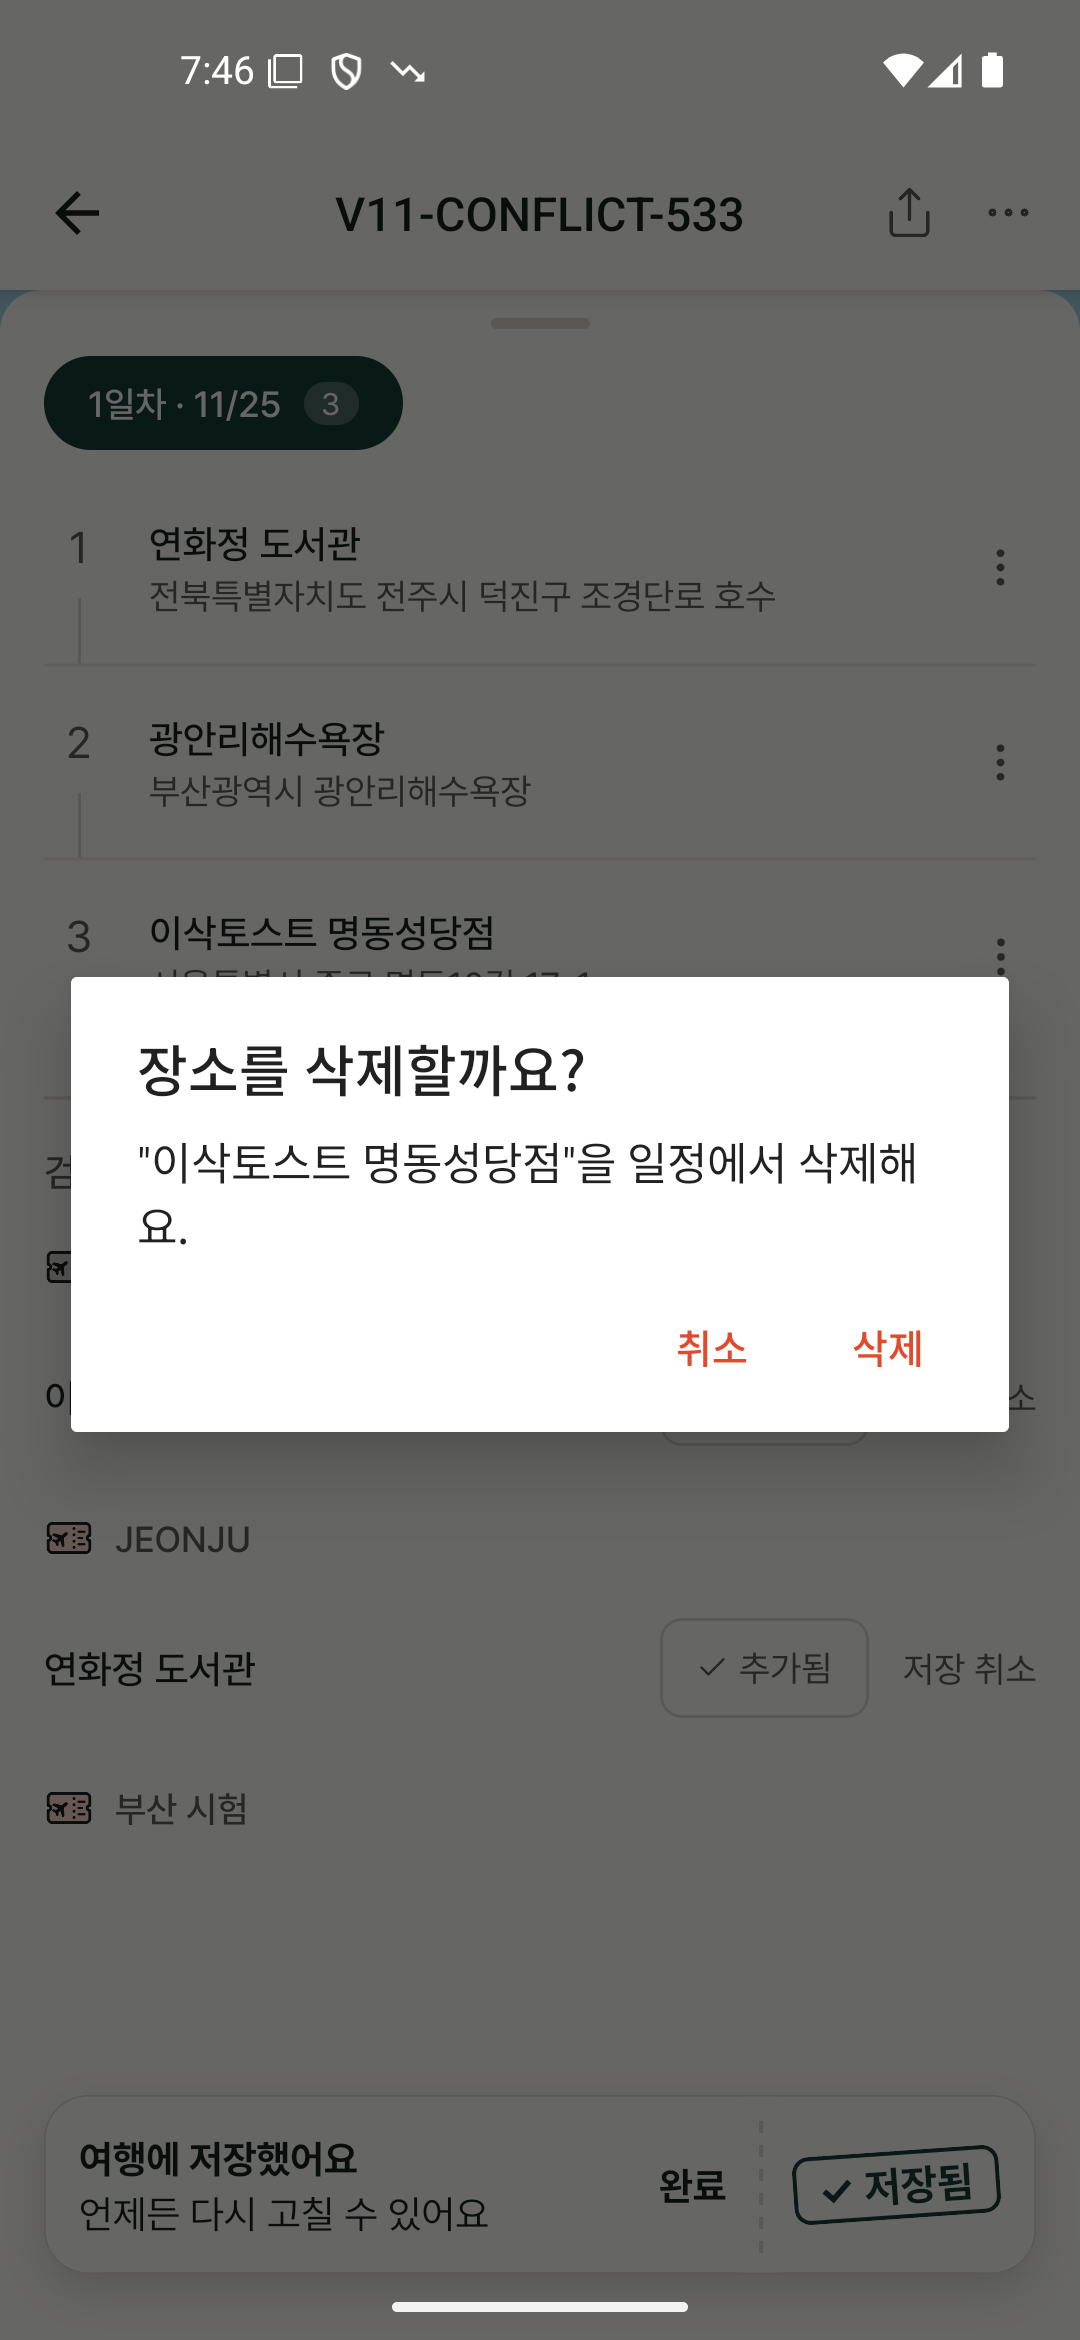 7:46
V11-CONFLICT-533
1일차 · 11/25 3
1
연화정 도서관
전북특별자치도 전주시 덕진구 조경단로 호수
2
광안리해수욕장
부산광역시 광안리해수욕장
3
이삭토스트 명동성당점
장소를 삭제할까요?
"이삭토스트 명동성당점"을 일정에서 삭제해
요.
취소 삭제
소
JEONJU
연화정 도서관
추가됨
저장 취소
부산 시험
여행에 저장했어요
언제든 다시 고칠 수 있어요
완료
저장됨